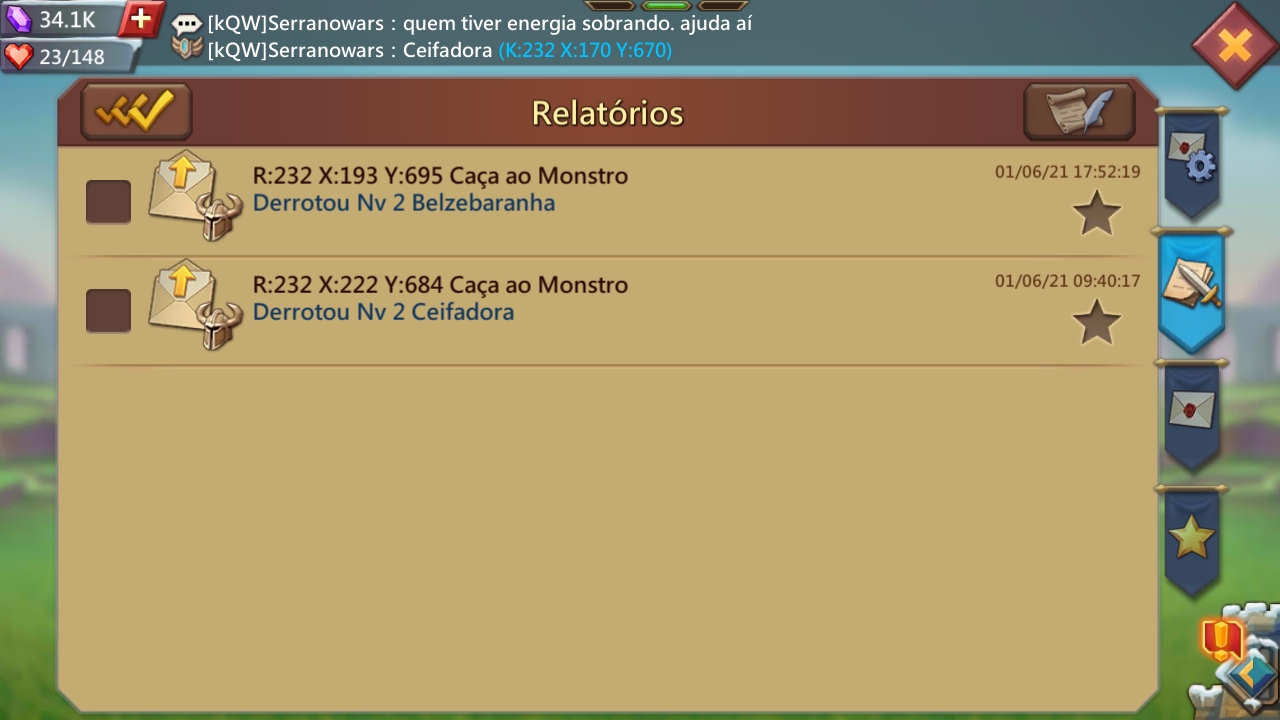 34.1K
23/148
[kQW]Serranowars : quem tiver energia sobrando. ajuda aí
[kQW]Serranowars : Ceifadora (K:232 X:170 Y:670)
Relatórios
R:232 X:193 Y:695 Caça ao Monstro
01/06/21 17:52:19
Derrotou Nv 2 Belzebaranha
R:232 X:222 Y:684 Caça ao Monstro
01/06/21 09:40:17
Derrotou Nv 2 Ceifadora